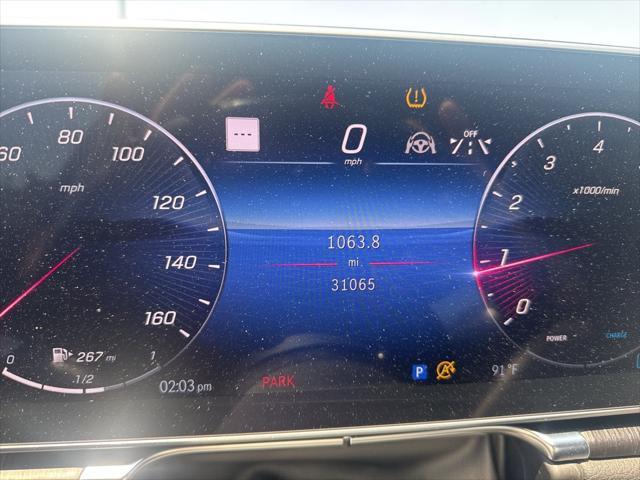 OFF
---
0
mph
60
80
100
120
140
160
mph
4
3
2
1
0
x1000/min
1063.8
mi
31065
POWER
CHARGE
267 mi
0
.1/2
1
02:03 pm
PARK
P
A
91°F